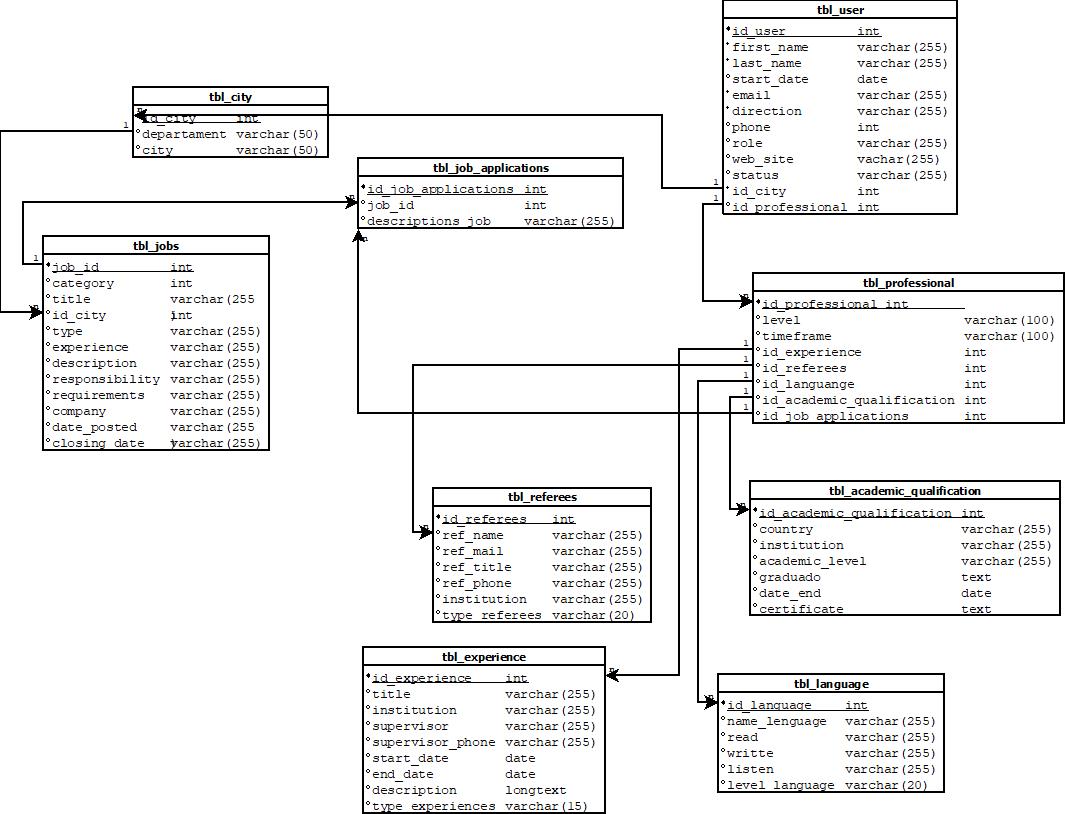 tbl_user
id_user int
first_name varchar(255)
last_name varchar(255)
start_date date
email varchar(255)
direction varchar(255)
phone int
role varchar(255)
web_site vachar(255)
status varchar(255)
1 id_city int
1 id_professional int
tbl_city
n id_city int
1 departament varchar(50)
city varchar(50)
tbl_job_applications
id_job_applications int
n job_id int
descriptions_job varchar(255)
n
tbl_jobs
1 job_id int
category int
title varchar(255
n id_city int
type varchar(255)
experience varchar(255)
description varchar(255)
responsibility varchar(255)
requirements varchar(255)
company varchar(255)
date_posted varchar(255
closing_date varchar(255)
tbl_professional
n id_professional int
level varchar(100)
timeframe varchar(100)
1 id_experience int
1 id_referees int
1 id_languange int
1 id_academic_qualification int
1 id_job_applications int
tbl_referees
id_referees int
n ref_name varchar(255)
ref_mail varchar(255)
ref_title varchar(255)
ref_phone varchar(255)
institution varchar(255)
type_referees varchar(20)
tbl_academic_qualification
n id_academic_qualification int
country varchar(255)
institution varchar(255)
academic_level varchar(255)
graduado text
date_end date
certificate text
tbl_experience
id_experience int n
title varchar(255)
institution varchar(255)
supervisor varchar(255)
supervisor_phone varchar(255)
start_date date
end_date date
description longtext
type_experiences varchar(15)
tbl_language
n id_language int
name_lenguage varchar(255)
read varchar(255)
writte varchar(255)
listen varchar(255)
level_language varchar(20)